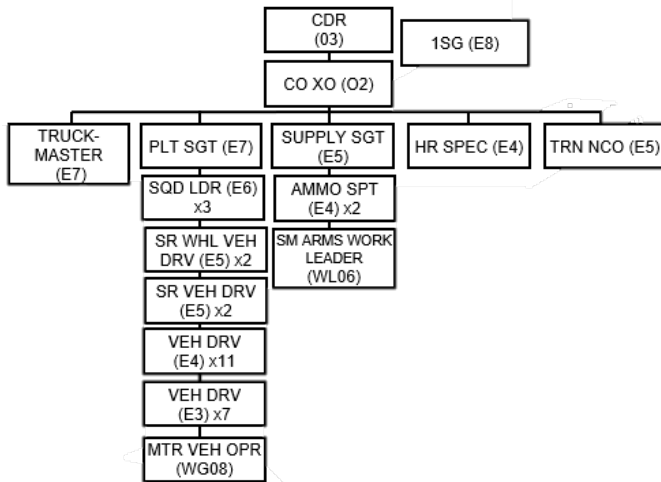 CDR
(03)
1SG (E8)
CO XO (O2)
TRUCK-
MASTER
(E7)
PLT SGT (E7)
SUPPLY SGT
(E5)
HR SPEC (E4)
TRN NCO (E5)
SQD LDR (E6)
x3
AMMO SPT
(E4) x2
SR WHL VEH
DRV (E5) x2
SM ARMS WORK
LEADER
(WL06)
SR VEH DRV
(E5) x2
VEH DRV
(E4) x11
VEH DRV
(E3) x7
MTR VEH OPR
(WG08)